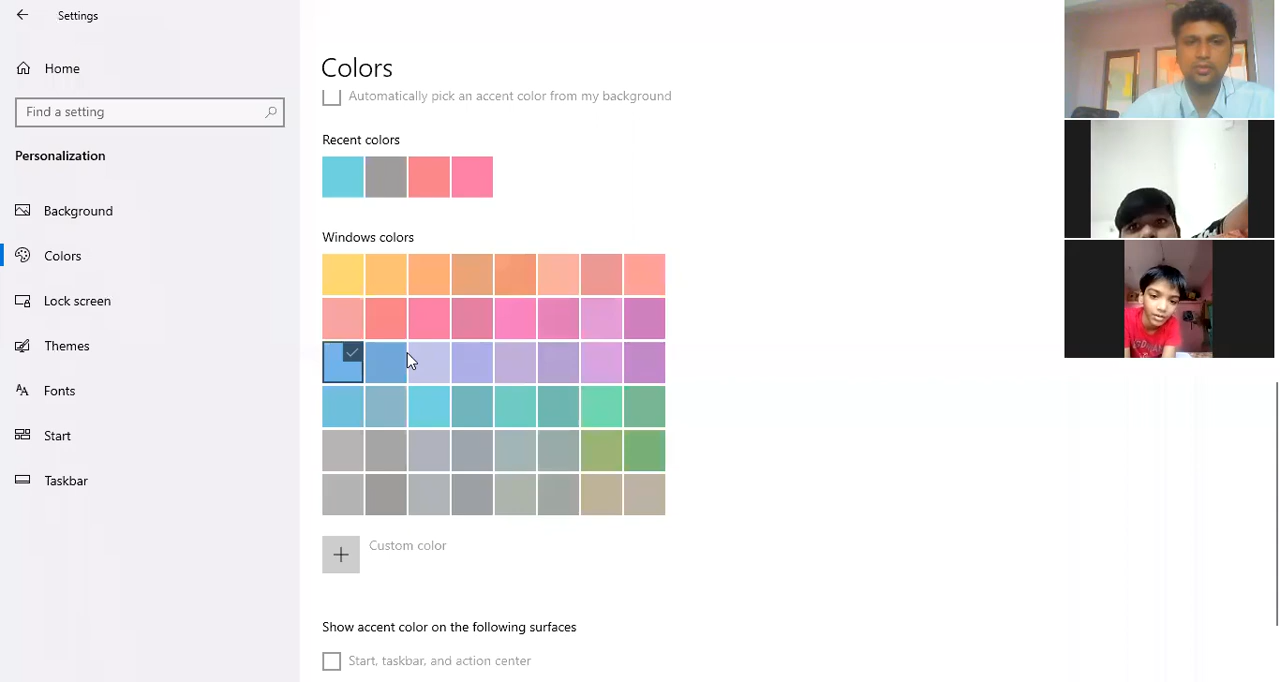 Settings
Home
Find a setting
Personalization
Background
Colors
Lock screen
Themes
Fonts
Start
Taskbar
Colors
Automatically pick an accent color from my background
Recent colors
Windows colors
Custom color
Show accent color on the following surfaces
Start, taskbar, and action center